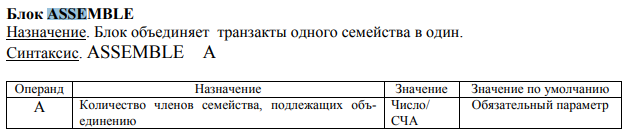 Блок ASSEMBLE
Назначение. Блок объединяет транзакты одного семейства в один.
Синтаксис. ASSEMBLE A
Операнд Назначение Значение Значение по умолчанию
A Количество членов семейства, подлежащих объ- Число/ Обязательный параметр
единению СЧА